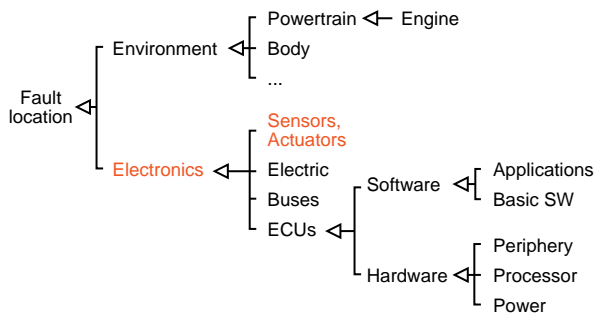 Powertrain
Engine
Environment
Body
...
Fault
location
Sensors,
Actuators
Electronics
Electric
Buses
ECUs
Software
Applications
Basic SW
Hardware
Periphery
Processor
Power